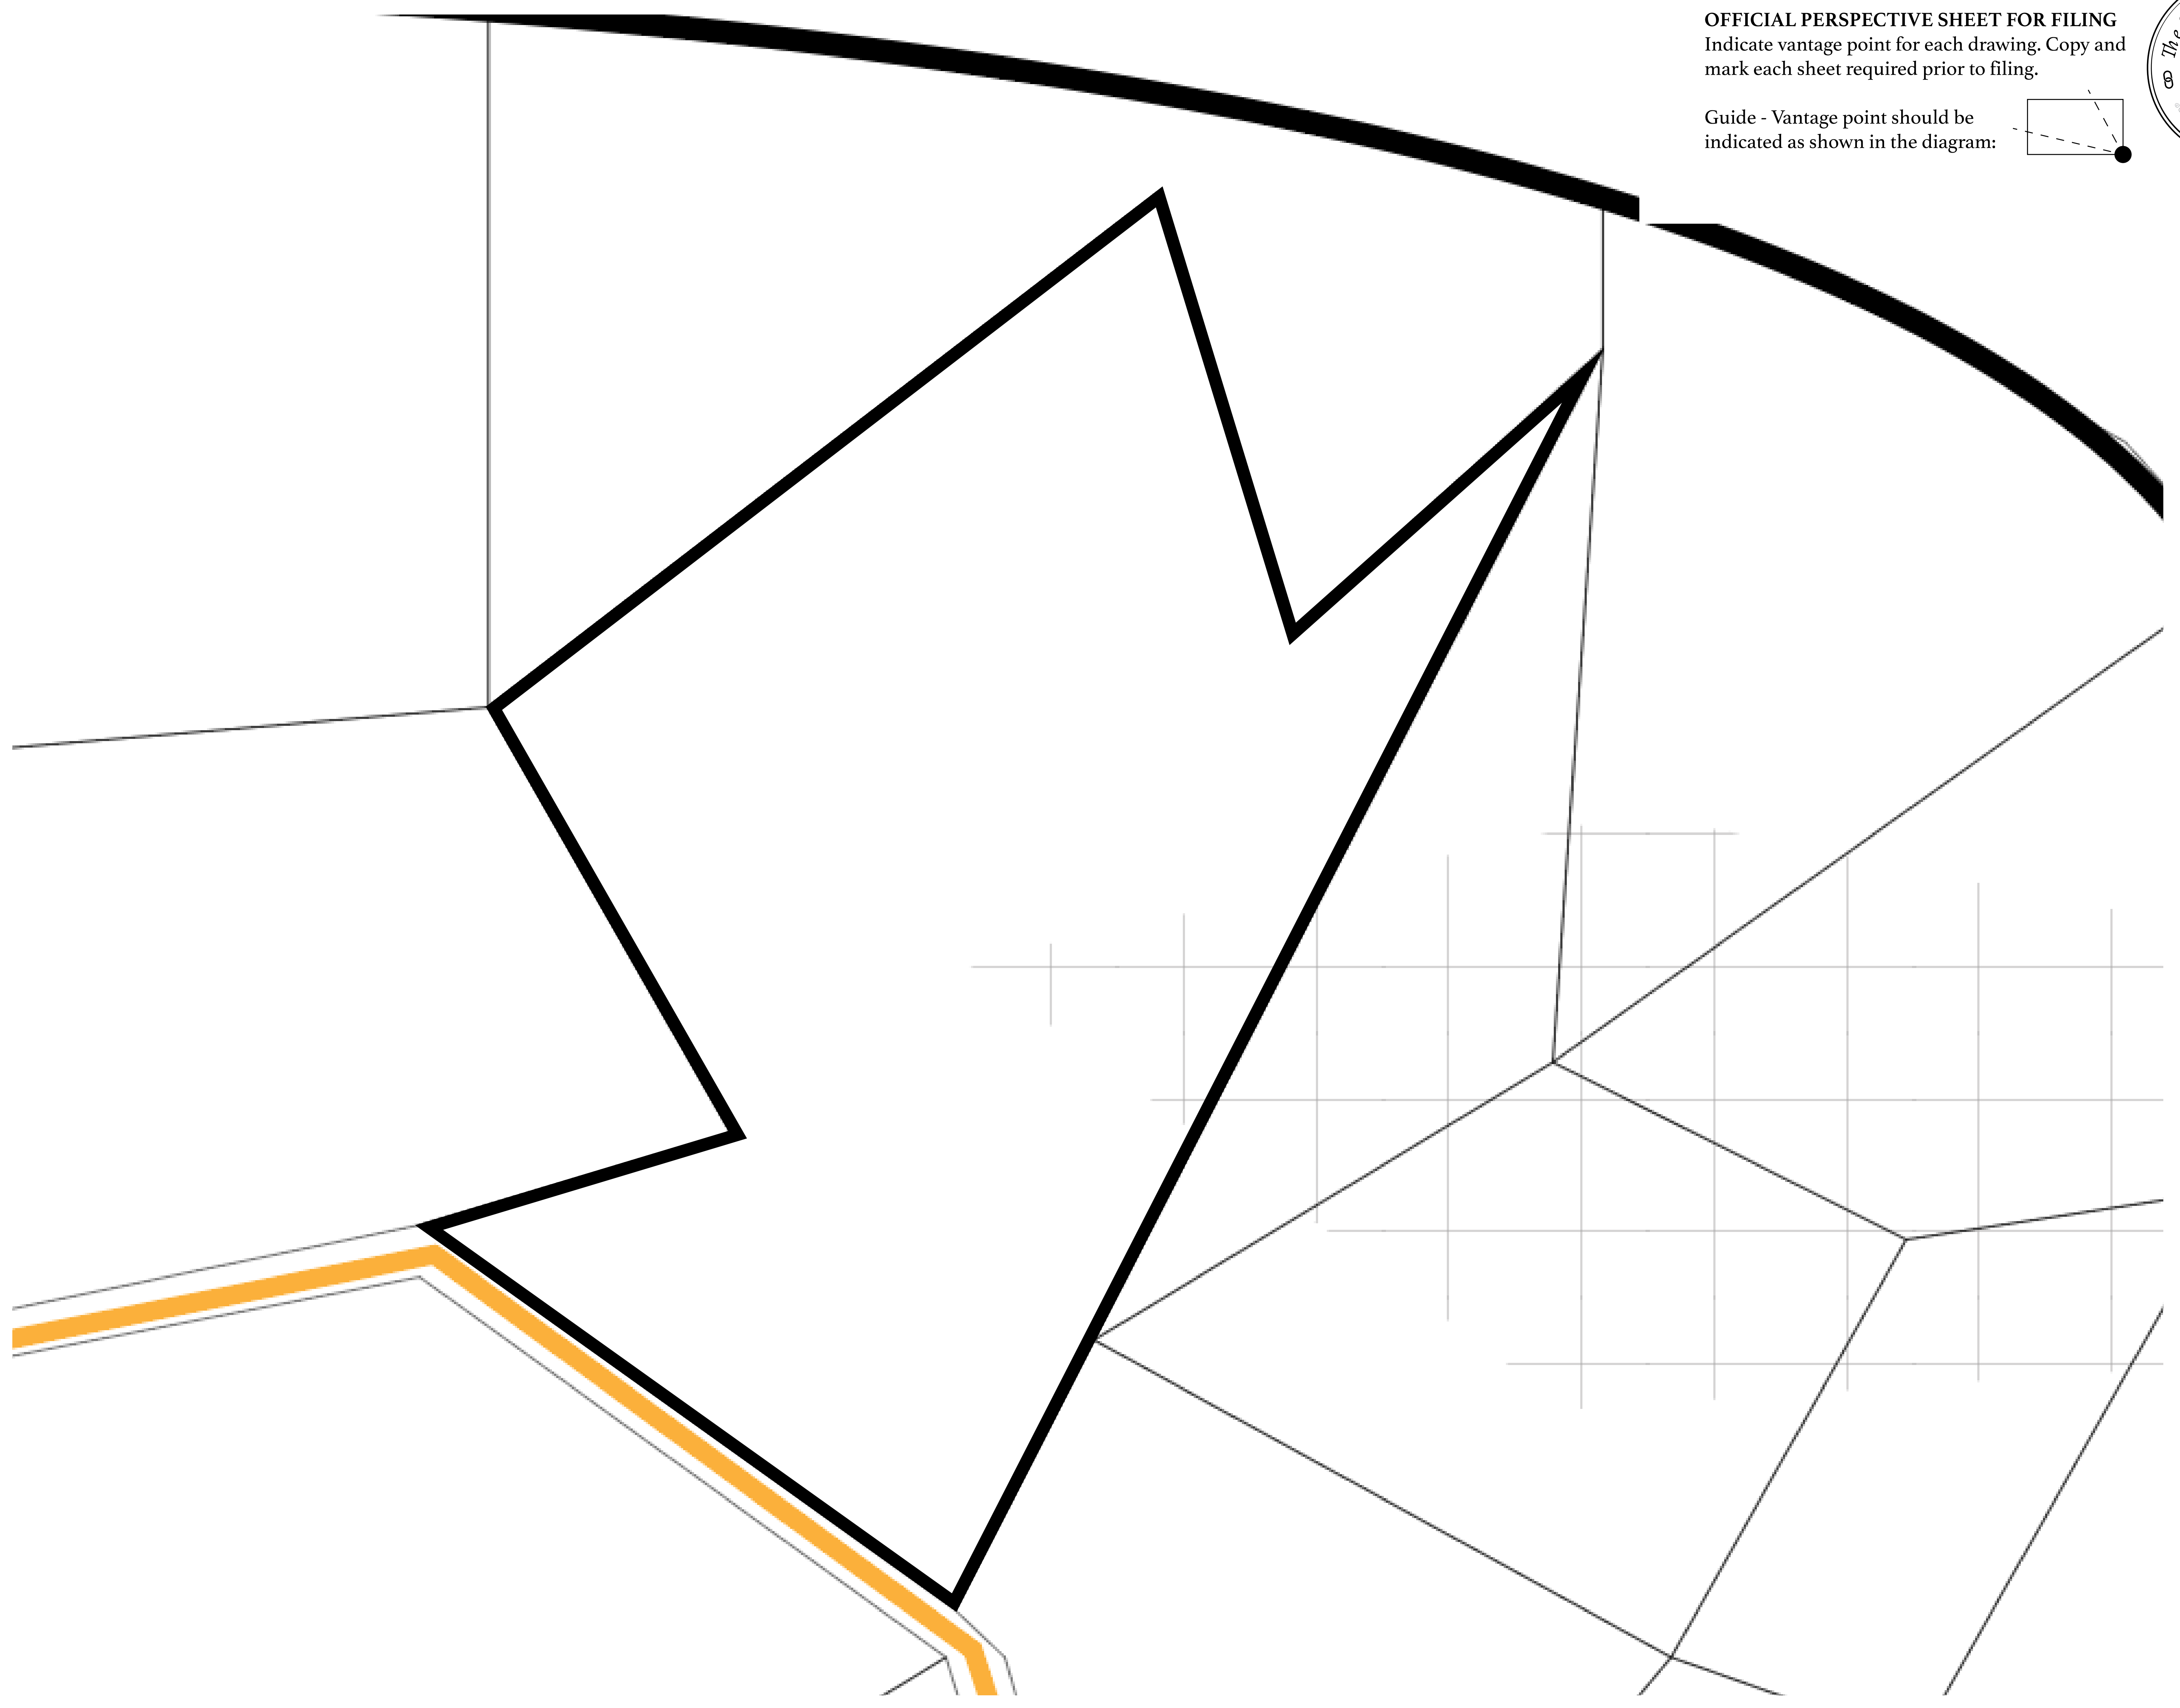 OFFICIAL PERSPECTIVE SHEET FOR FILING
Indicate vantage point for each drawing. Copy and
mark each sheet required prior to filing.
Guide - Vantage point should be
indicated as shown in the diagram:
The